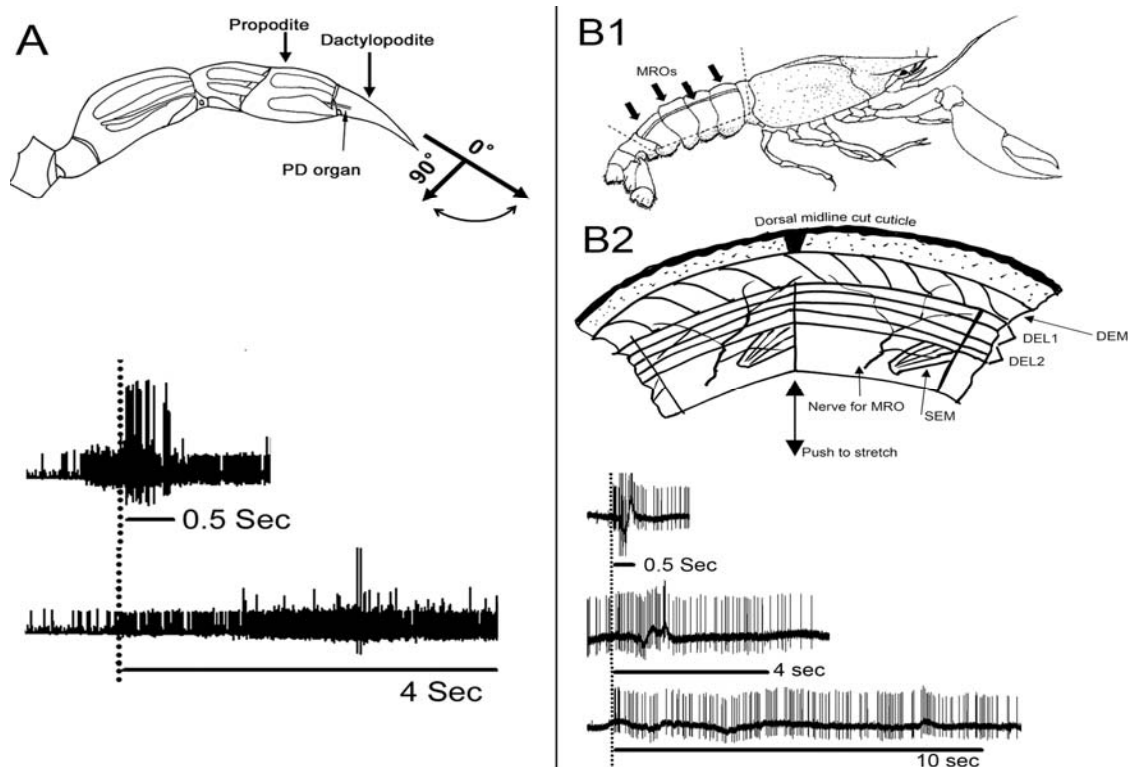 A
Propodite
Dactylopodite
PD organ
0°
90°
0.5 Sec
4 Sec
B1
MROs
B2
Dorsal midline cut cuticle
DEM
DEL1
DEL2
Nerve for MRO
SEM
Push to stretch
0.5 Sec
4 sec
10 sec